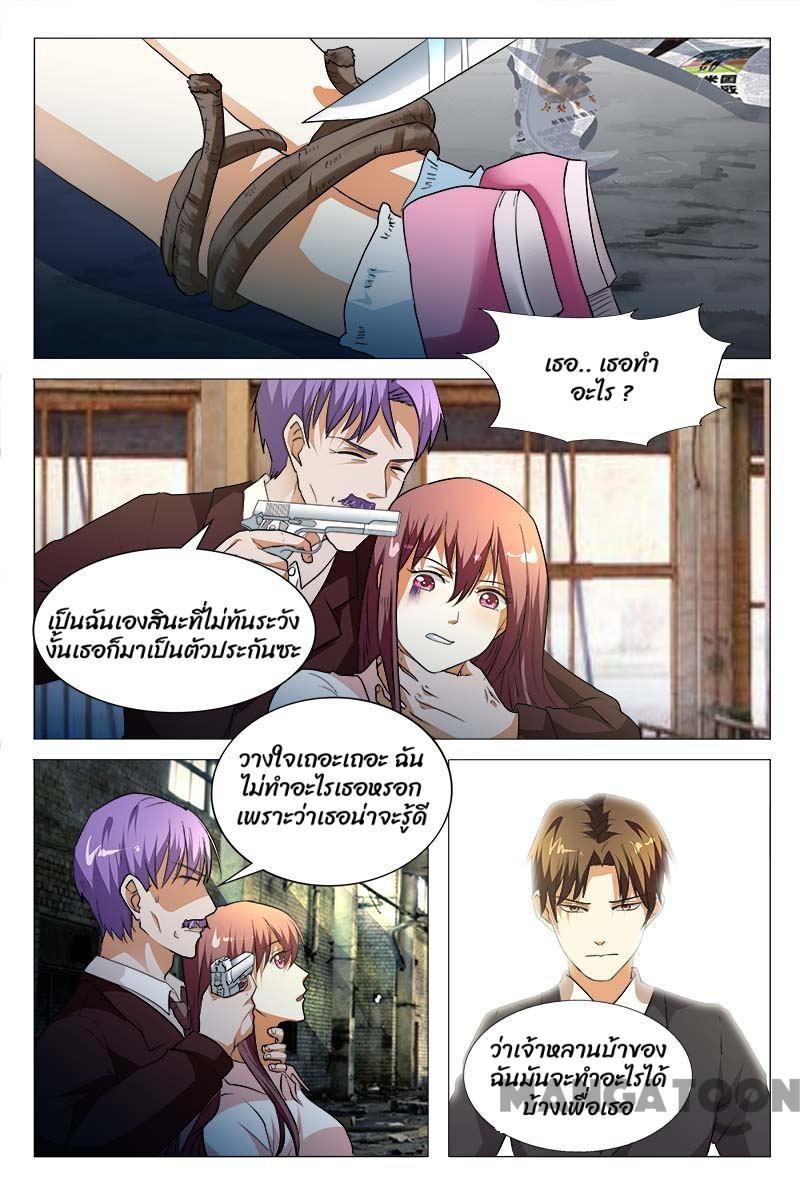 เธอ.. เธอทำ
อะไร ?
เป็นฉันเองสินะที่ไม่ทันระวัง
งั้นเธอก็มาเป็นตัวประกันซะ
วางใจเถอะเถอะ ฉัน
ไม่ทำอะไรเธอหรอก
เพราะว่าเธอน่าจะรู้ดี
ว่าเจ้าหลานบ้าของ
ฉันมันจะทำอะไรได้
บ้างเพื่อเธอ
MANGATOON